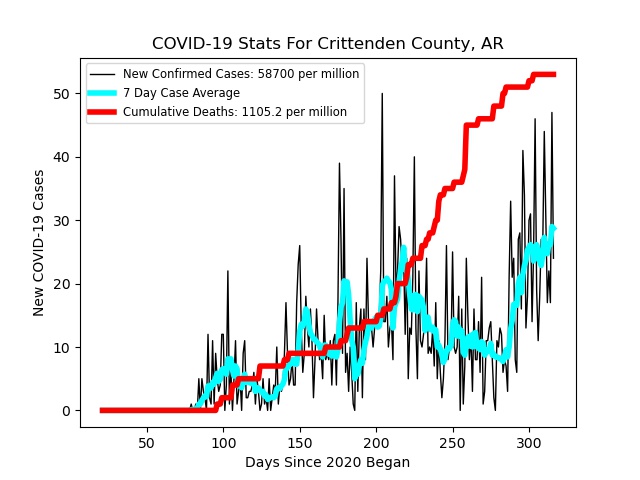 COVID-19 Stats For Crittenden County, AR
New Confirmed Cases: 58700 per million
7 Day Case Average
Cumulative Deaths: 1105.2 per million
New COVID-19 Cases
50
40
30
20
10
0
50 100 150 200 250 300
Days Since 2020 Began